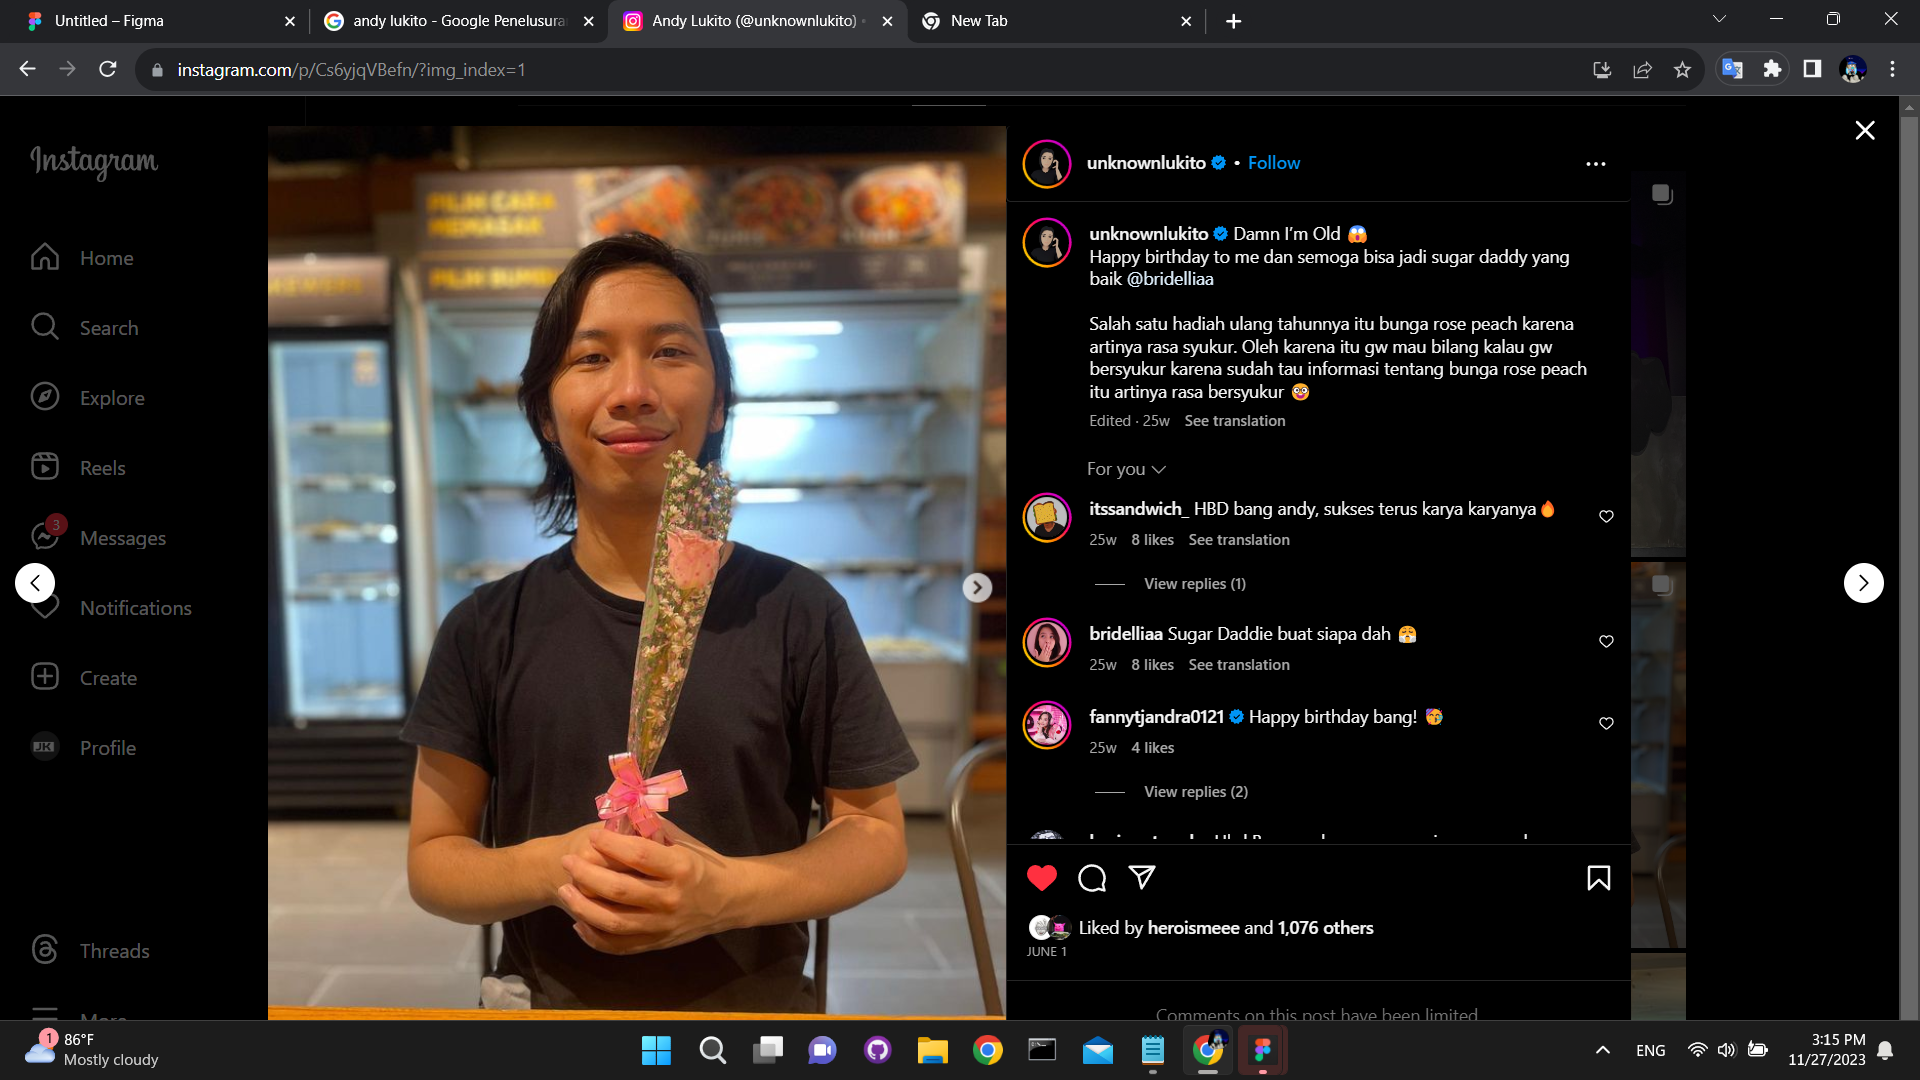 Untitled – Figma
andy lukito - Google Penelusura
Andy Lukito (@unknownlukito)
New Tab
instagram.com/p/Cs6yjqVBefn/?img_index=1
Instagram
Home
Search
Explore
Reels
3
Messages
Notifications
Create
JK
Profile
Threads
More
PILIH CARA
MEMASAK
PILIH BUMBU
unknownlukito • Follow
unknownlukito Damn I’m Old 😱
Happy birthday to me dan semoga bisa jadi sugar daddy yang
baik @bridelliaa
Salah satu hadiah ulang tahunnya itu bunga rose peach karena
artinya rasa syukur. Oleh karena itu gw mau bilang kalau gw
bersyukur karena sudah tau informasi tentang bunga rose peach
itu artinya rasa bersyukur 🤡
Edited · 25w See translation
For you
itssandwich_ HBD bang andy, sukses terus karya karyanya🔥
25w 8 likes See translation
View replies (1)
bridelliaa Sugar Daddie buat siapa dah 😤
25w 8 likes See translation
fannytjandra0121 Happy birthday bang! 🥳
25w 4 likes
View replies (2)
Liked by heroismeee and 1,076 others
JUNE 1
Comments on this post have been limited
1
86°F
Mostly cloudy
ENG
3:15 PM
11/27/2023